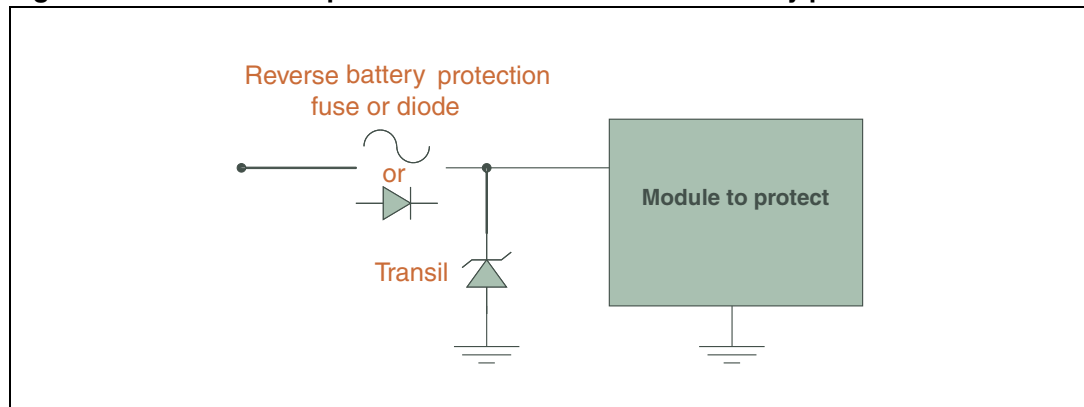 Reverse battery protection
fuse or diode
or
Module to protect
Transil